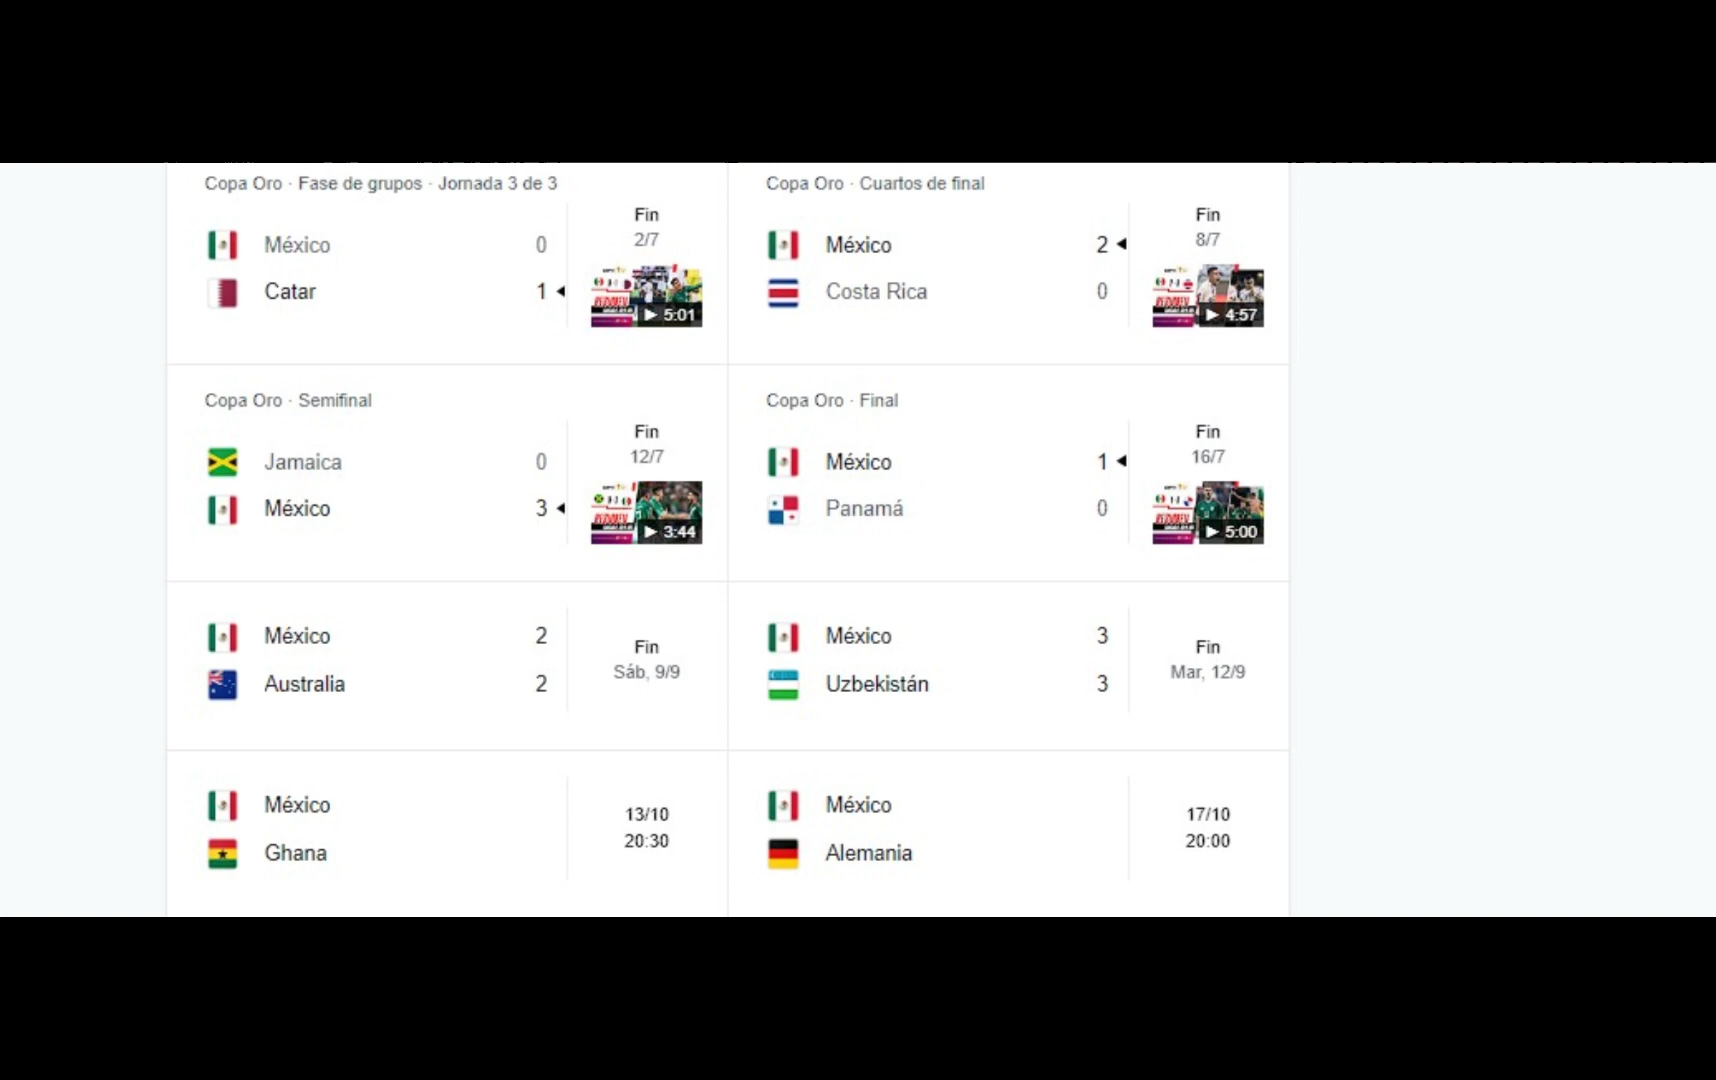 Copa Oro · Fase de grupos · Jornada 3 de 3
México 0
Catar 1
Fin
2/7
5:01
Copa Oro · Cuartos de final
México 2
Costa Rica 0
Fin
8/7
4:57
Copa Oro · Semifinal
Jamaica 0
México 3
Fin
12/7
3:44
Copa Oro · Final
México 1
Panamá 0
Fin
16/7
5:00
México 2
Australia 2
Fin
Sáb, 9/9
México 3
Uzbekistán 3
Fin
Mar, 12/9
México
Ghana
13/10
20:30
México
Alemania
17/10
20:00